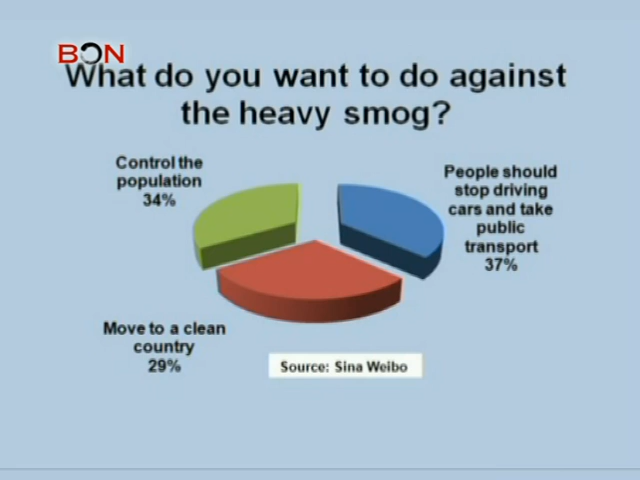 BON
What do you want to do against
the heavy smog?
Control the
population
34%
People should
stop driving
cars and take
public
transport
37%
Move to a clean
country
29%
Source: Sina Weibo